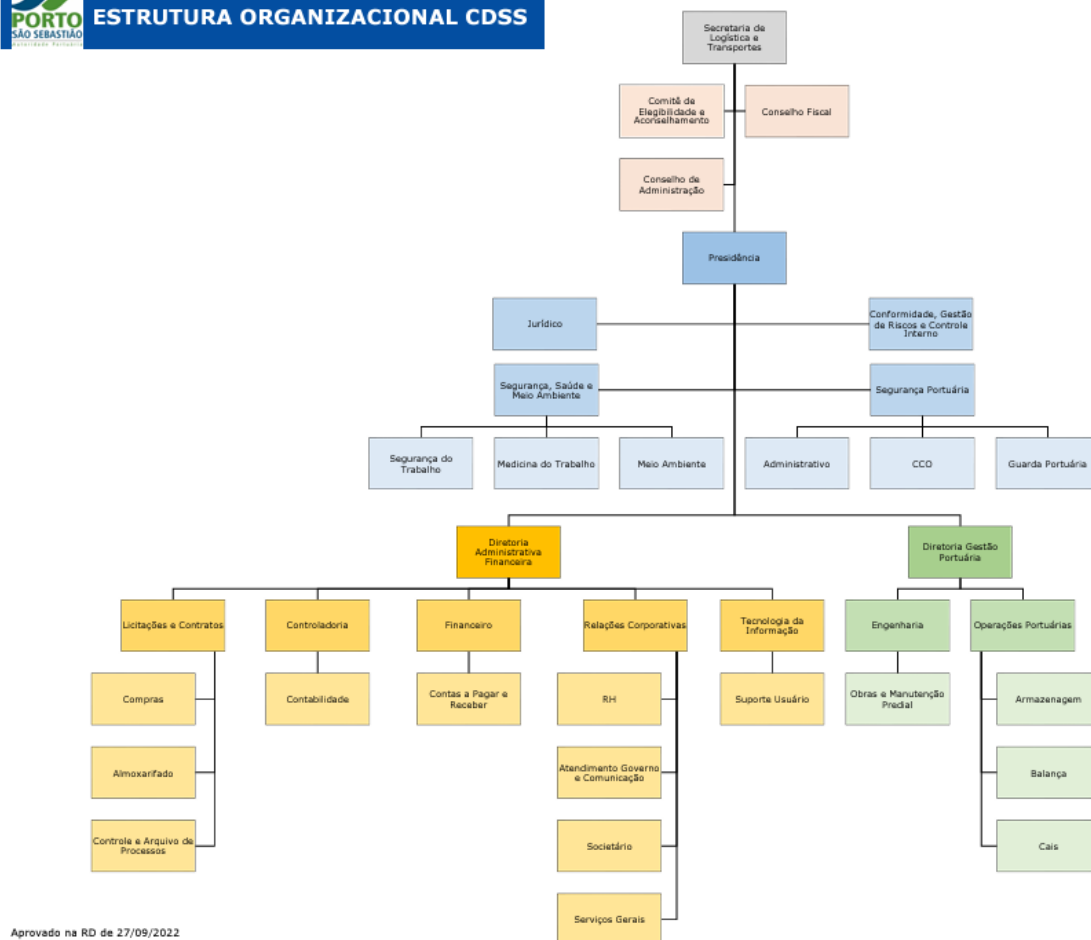 PORTO
SÃO SEBASTIÃO
Autoridade Portuária
ESTRUTURA ORGANIZACIONAL CDSS
Secretaria de
Logística e
Transportes
Comitê de
Elegibilidade e
Aconselhamento
Conselho Fiscal
Conselho de
Administração
Presidência
Jurídico
Conformidade, Gestão
de Riscos e Controle
Interno
Segurança, Saúde e
Meio Ambiente
Segurança Portuária
Segurança do
Trabalho
Medicina do Trabalho
Meio Ambiente
Administrativo
CCO
Guarda Portuária
Diretoria
Administrativa
Financeira
Diretoria Gestão
Portuária
Licitações e Contratos
Controladoria
Financeiro
Relações Corporativas
Tecnologia da
Informação
Engenharia
Operações Portuárias
Compras
Contabilidade
Contas a Pagar e
Receber
RH
Suporte Usuário
Obras e Manutenção
Predial
Armazenagem
Almoxarifado
Atendimento Governo
e Comunicação
Balança
Controle e Arquivo de
Processos
Societário
Cais
Serviços Gerais
Aprovado na RD de 27/09/2022